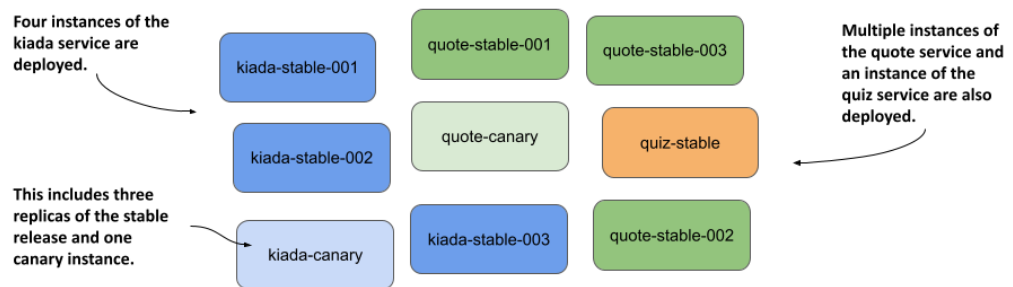 Four instances of the
kiada service are
deployed.
kiada-stable-001
quote-stable-001
quote-stable-003
Multiple instances of
the quote service and
an instance of the
quiz service are also
deployed.
kiada-stable-002
quote-canary
quiz-stable
This includes three
replicas of the stable
release and one
canary instance.
kiada-canary
kiada-stable-003
quote-stable-002